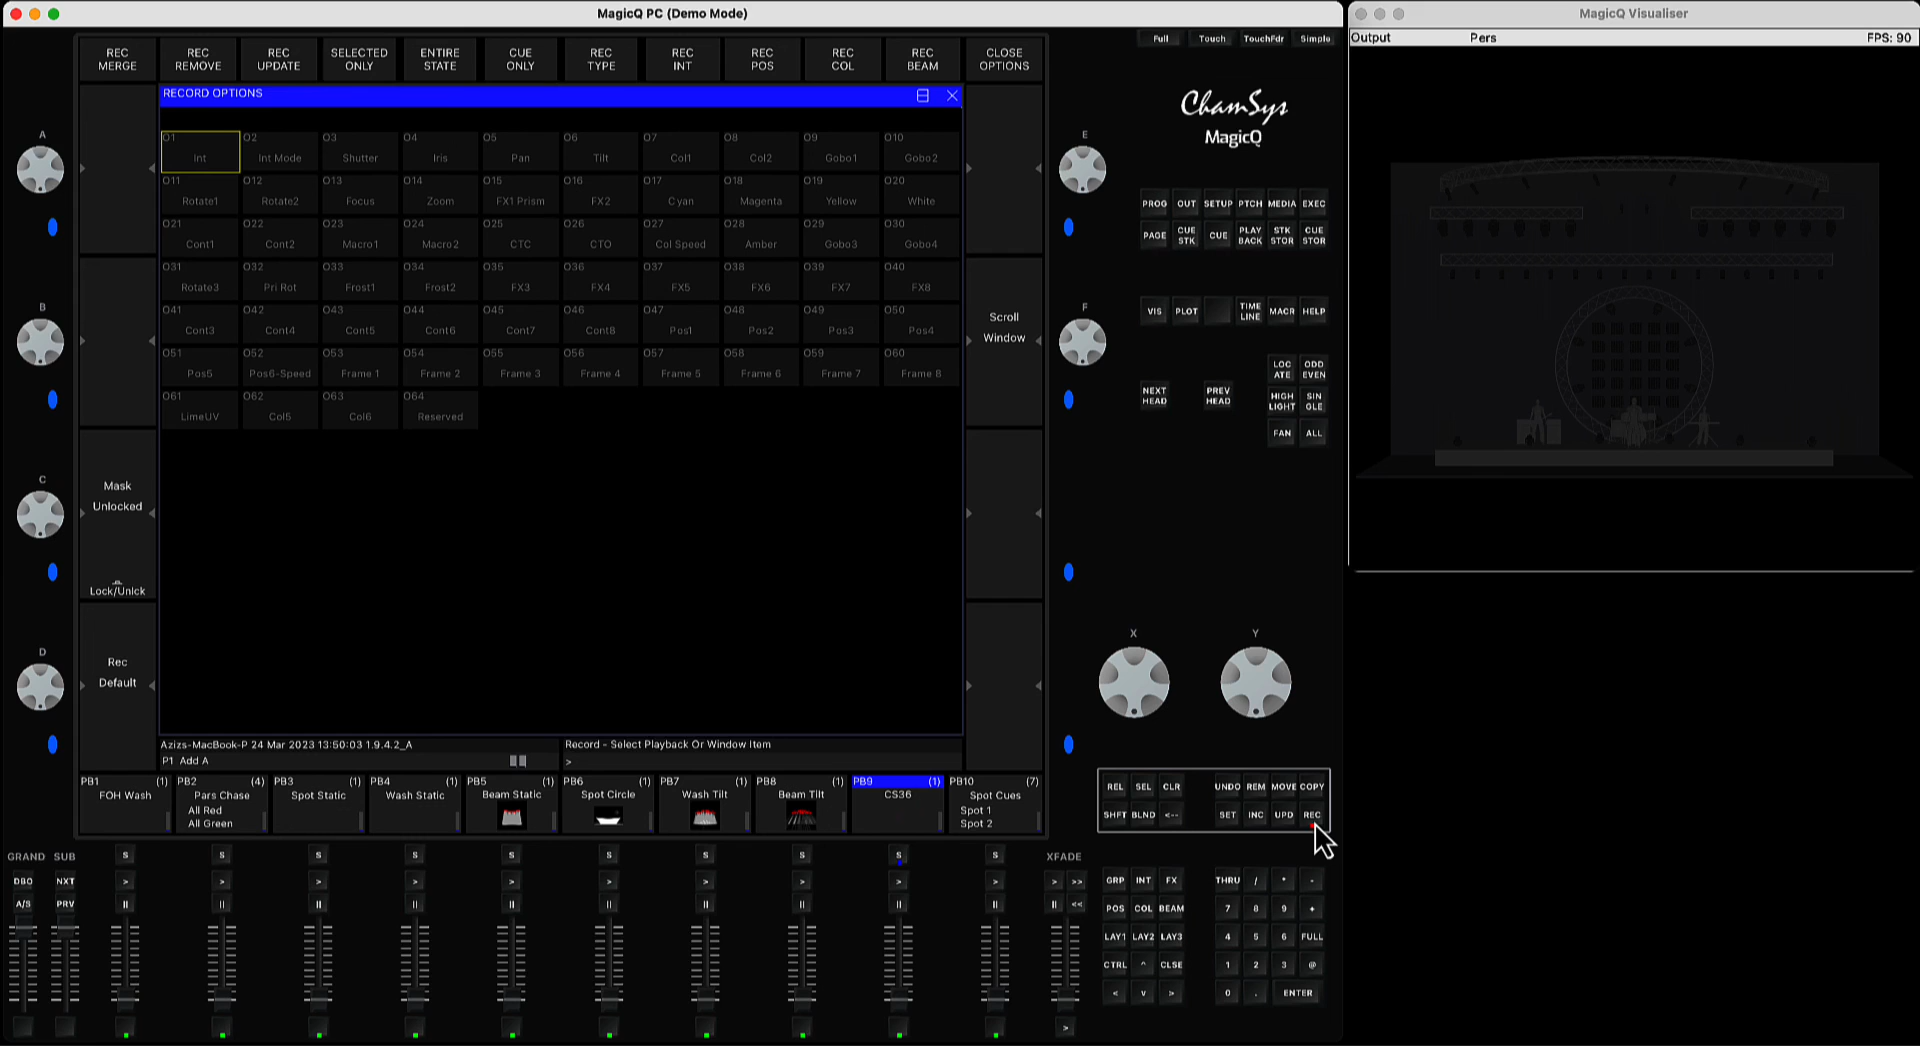 MagicQ PC (Demo Mode)
MagicQ Visualiser
Output Pers FPS: 90
REC MERGE
REC REMOVE
REC UPDATE
SELECTED ONLY
ENTIRE STATE
CUE ONLY
REC TYPE
REC INT
REC POS
REC COL
REC BEAM
CLOSE OPTIONS
Full Touch TouchFdr Simple
RECORD OPTIONS
ChamSys
MagicQ
O1 O2 O3 O4 O5 O6 O7 O8 O9 O10
Int Int Mode Shutter Iris Pan Tilt Col1 Col2 Gobo1 Gobo2
O11 O12 O13 O14 O15 O16 O17 O18 O19 O20
Rotate1 Rotate2 Focus Zoom FX1 Prism FX2 Cyan Magenta Yellow White
O21 O22 O23 O24 O25 O26 O27 O28 O29 O30
Cont1 Cont2 Macro1 Macro2 CTC CTO Col Speed Amber Gobo3 Gobo4
O31 O32 O33 O34 O35 O36 O37 O38 O39 O40
Rotate3 Pri Rot Frost1 Frost2 FX3 FX4 FX5 FX6 FX7 FX8
O41 O42 O43 O44 O45 O46 O47 O48 O49 O50
Cont3 Cont4 Cont5 Cont6 Cont7 Cont8 Pos1 Pos2 Pos3 Pos4
O51 O52 O53 O54 O55 O56 O57 O58 O59 O60
Pos5 Pos6-Speed Frame 1 Frame 2 Frame 3 Frame 4 Frame 5 Frame 6 Frame 7 Frame 8
O61 O62 O63 O64
LimeUV Col5 Col6 Reserved
A
B
C
D
E
F
Mask
Unlocked
Lock/Unlck
Rec
Default
Scroll
Window
PROG OUT SETUP PTCH MEDIA EXEC
PAGE CUE STK CUE PLAY BACK STK STOR CUE STOR
VIS PLOT TIME LINE MACR HELP
LOC ATE ODD EVEN
NEXT HEAD PREV HEAD HIGH LIGHT SIN GLE
FAN ALL
X Y
Azizs-MacBook-P 24 Mar 2023 13:50:03 1.9.4.2_A
P1 Add A
Record - Select Playback Or Window Item
>
PB1 (1)
FOH Wash
PB2 (4)
Pars Chase
All Red
All Green
PB3 (1)
Spot Static
PB4 (1)
Wash Static
PB5 (1)
Beam Static
PB6 (1)
Spot Circle
PB7 (1)
Wash Tilt
PB8 (1)
Beam Tilt
PB9 (1)
CS36
PB10 (7)
Spot Cues
Spot 1
Spot 2
REL SEL CLR UNDO REM MOVE COPY
SHFT BLND <-- SET INC UPD REC
GRAND SUB S S S S S S S S S S XFADE
DBO NXT > > > > > > > > > > > >>
A/S PRV II II II II II II II II II II II <<
GRP INT FX THRU / * -
POS COL BEAM 7 8 9 +
LAY1 LAY2 LAY3 4 5 6 FULL
CTRL ^ CLSE 1 2 3 @
< v > 0 . ENTER
>